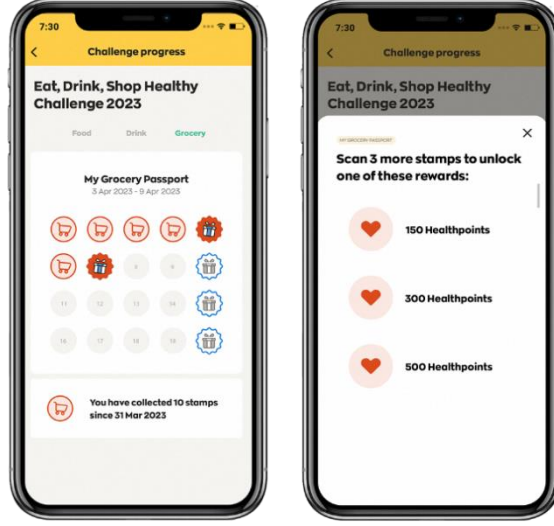 7:30
Challenge progress
Eat, Drink, Shop Healthy
Challenge 2023
Food Drink Grocery
My Grocery Passport
3 Apr 2023 - 9 Apr 2023
8 9
11 12 13 14
16 17 18 19
You have collected 10 stamps
since 31 Mar 2023
7:30
Challenge progress
Eat, Drink, Shop Healthy
Challenge 2023
MY GROCERY PASSPORT
Scan 3 more stamps to unlock
one of these rewards:
150 Healthpoints
300 Healthpoints
500 Healthpoints